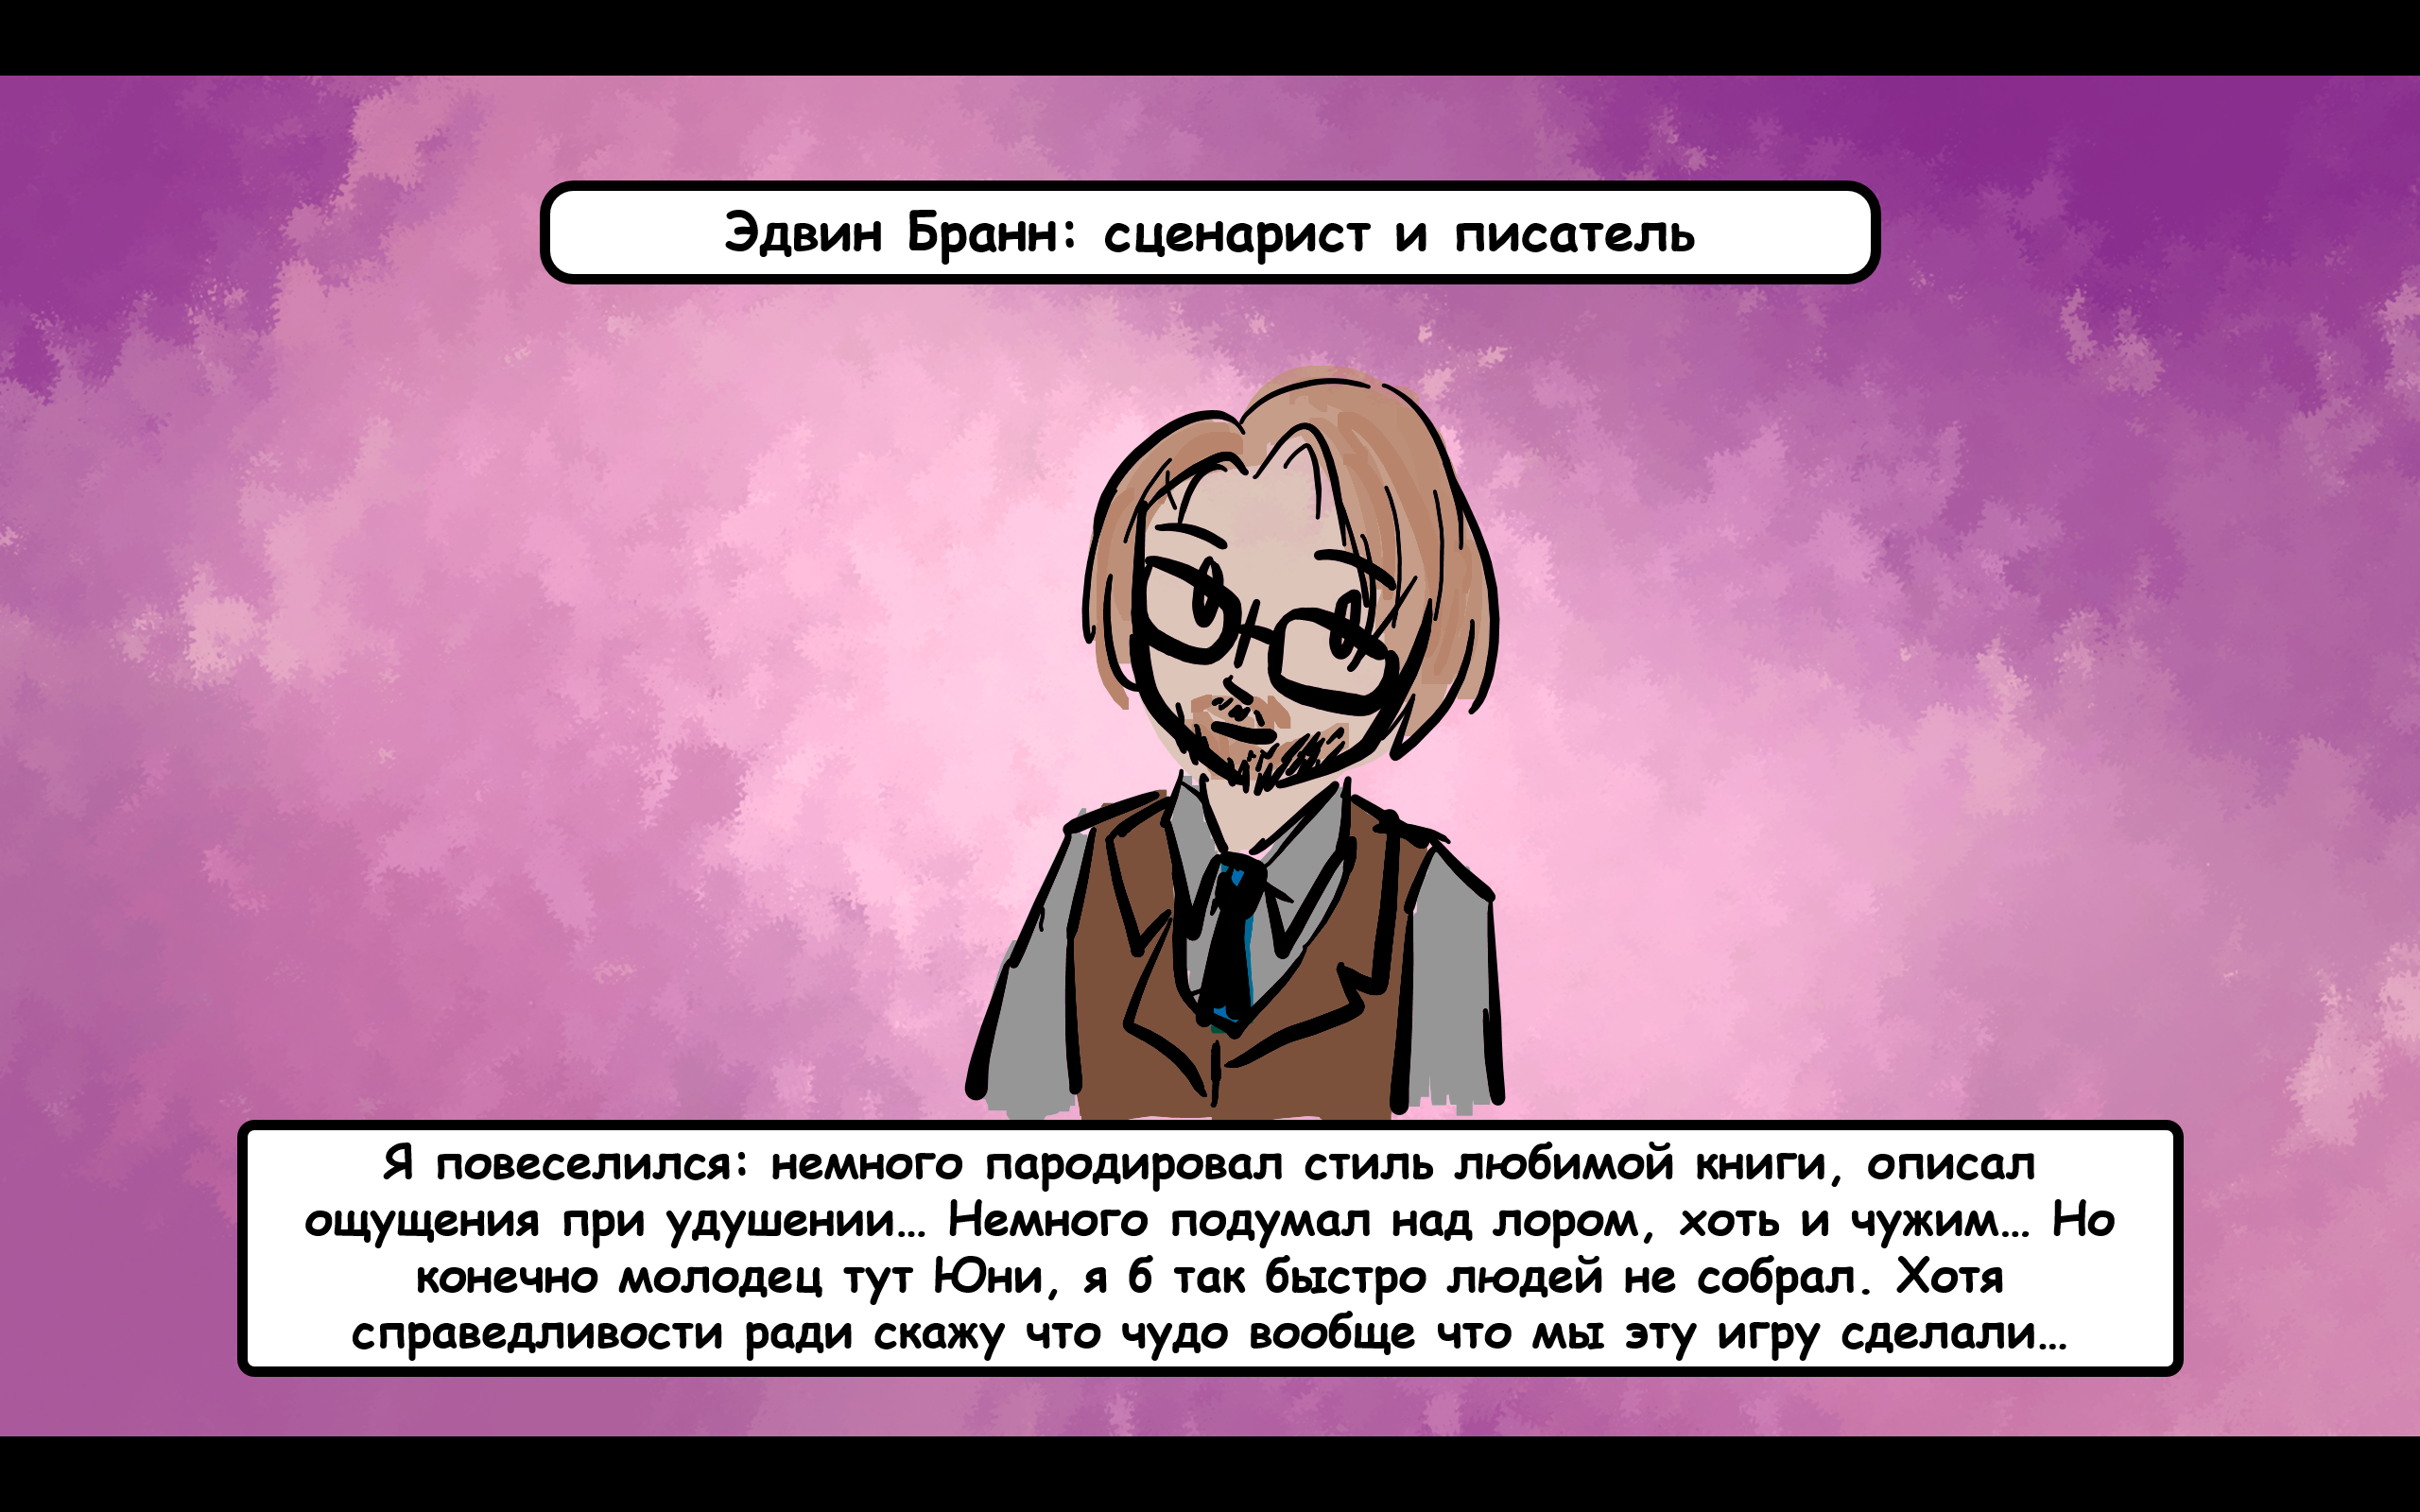 Эдвин Бранн: сценарист и писатель
Я повеселился: немного пародировал стиль любимой книги, описал
ощущения при удушении... Немного подумал над лором, хоть и чужим... Но
конечно молодец тут Юни, я б так быстро людей не собрал. Хотя
справедливости ради скажу что чудо вообще что мы эту игру сделали...